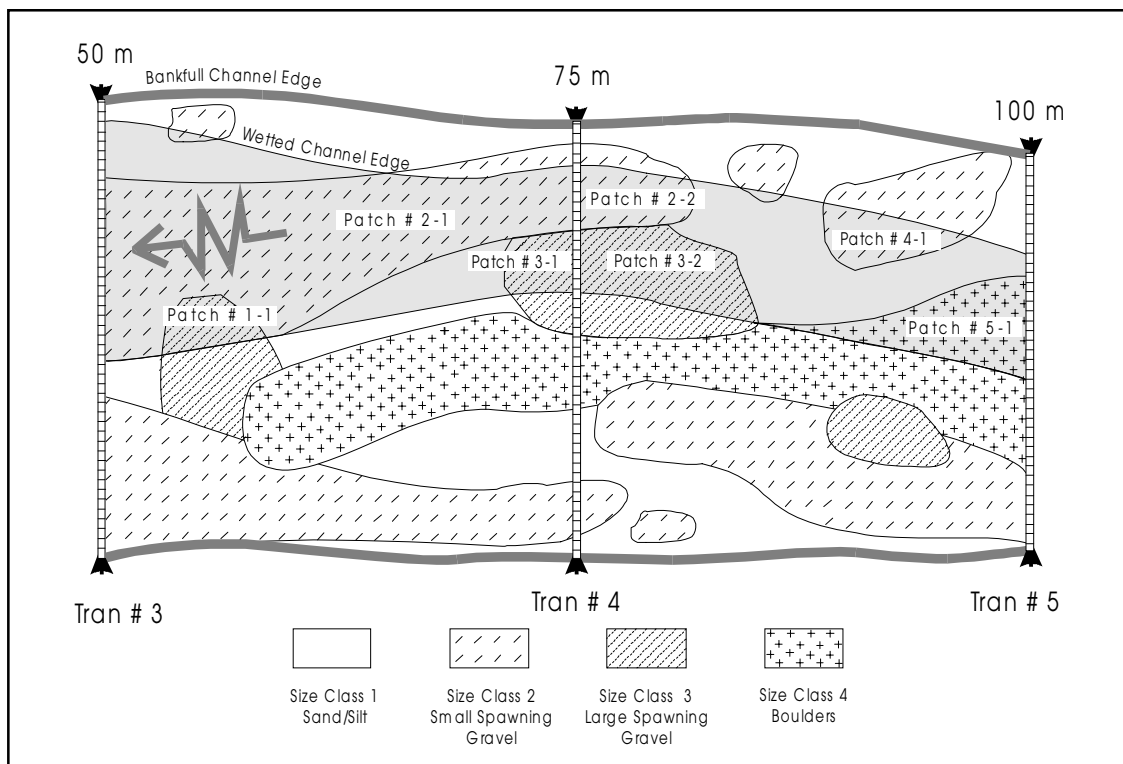 50 m
Bankfull Channel Edge
75 m
100 m
Wetted Channel Edge
Patch # 2-1
Patch # 2-2
Patch # 4-1
Patch # 3-1
Patch # 3-2
Patch # 1-1
Patch # 5-1
Tran # 3
Tran # 4
Tran # 5
Size Class 1
Sand/Silt
Size Class 2
Small Spawning
Gravel
Size Class 3
Large Spawning
Gravel
Size Class 4
Boulders